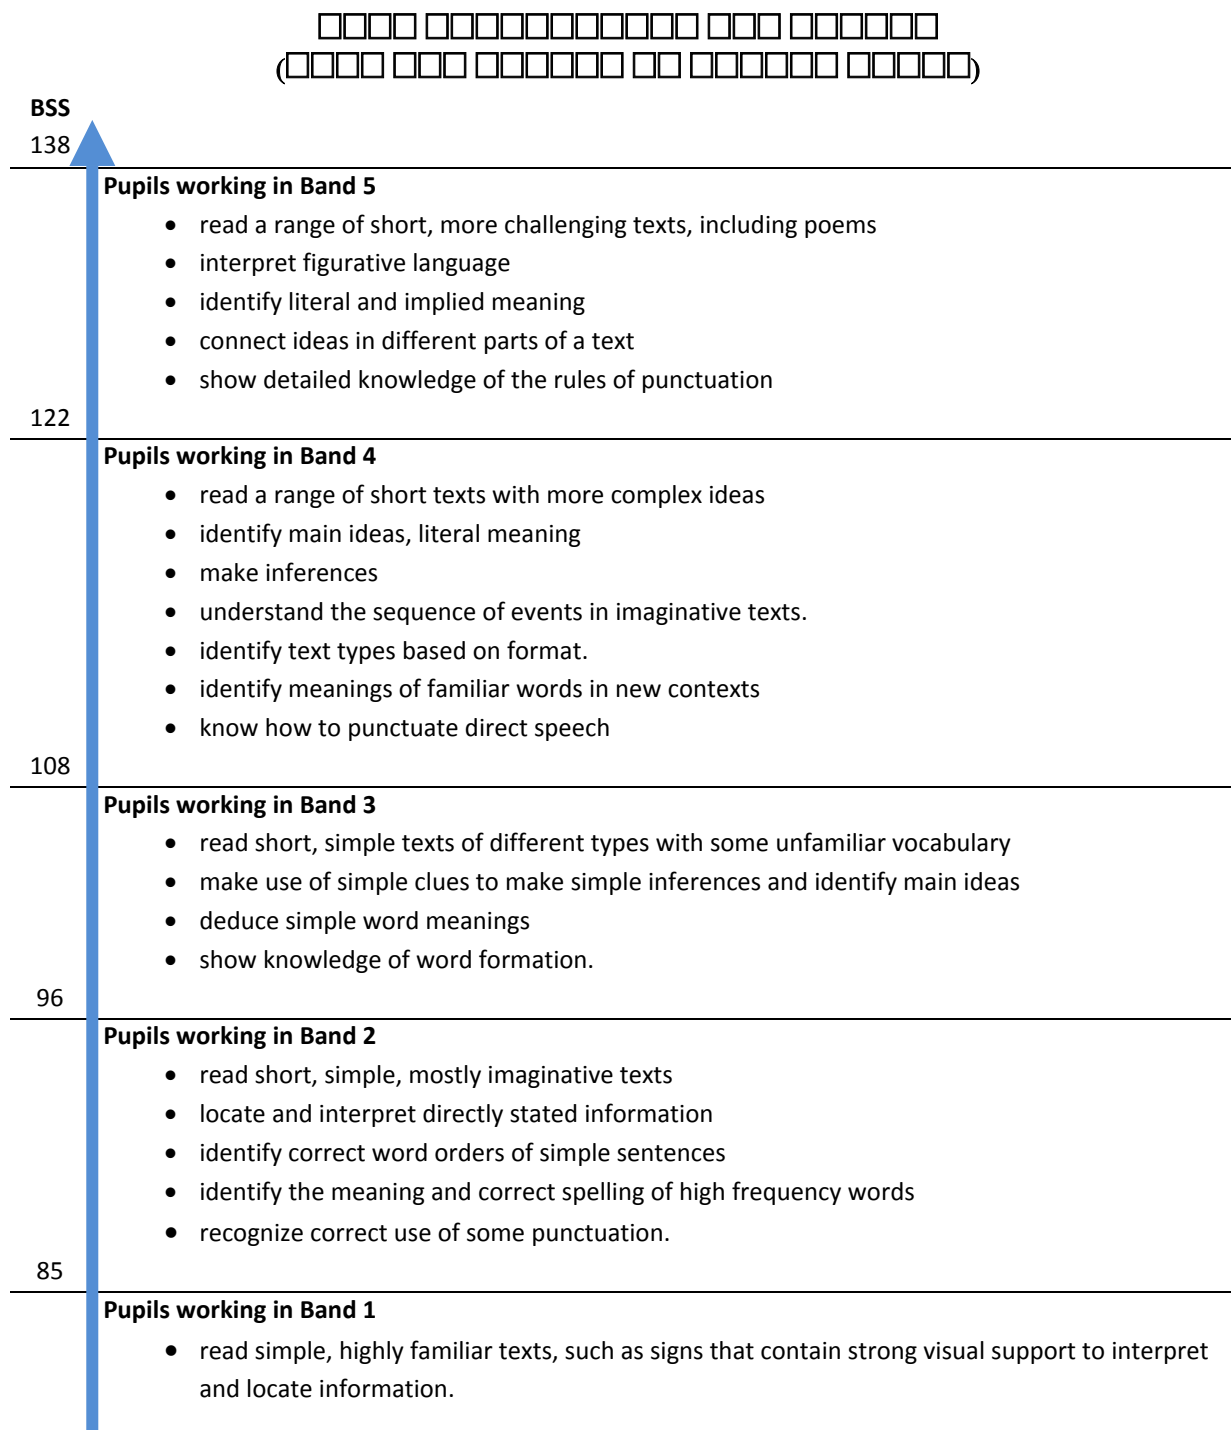 BSS
138
Pupils working in Band 5
• read a range of short, more challenging texts, including poems
• interpret figurative language
• identify literal and implied meaning
• connect ideas in different parts of a text
• show detailed knowledge of the rules of punctuation
122
Pupils working in Band 4
• read a range of short texts with more complex ideas
• identify main ideas, literal meaning
• make inferences
• understand the sequence of events in imaginative texts.
• identify text types based on format.
• identify meanings of familiar words in new contexts
• know how to punctuate direct speech
108
Pupils working in Band 3
• read short, simple texts of different types with some unfamiliar vocabulary
• make use of simple clues to make simple inferences and identify main ideas
• deduce simple word meanings
• show knowledge of word formation.
96
Pupils working in Band 2
• read short, simple, mostly imaginative texts
• locate and interpret directly stated information
• identify correct word orders of simple sentences
• identify the meaning and correct spelling of high frequency words
• recognize correct use of some punctuation.
85
Pupils working in Band 1
• read simple, highly familiar texts, such as signs that contain strong visual support to interpret
and locate information.